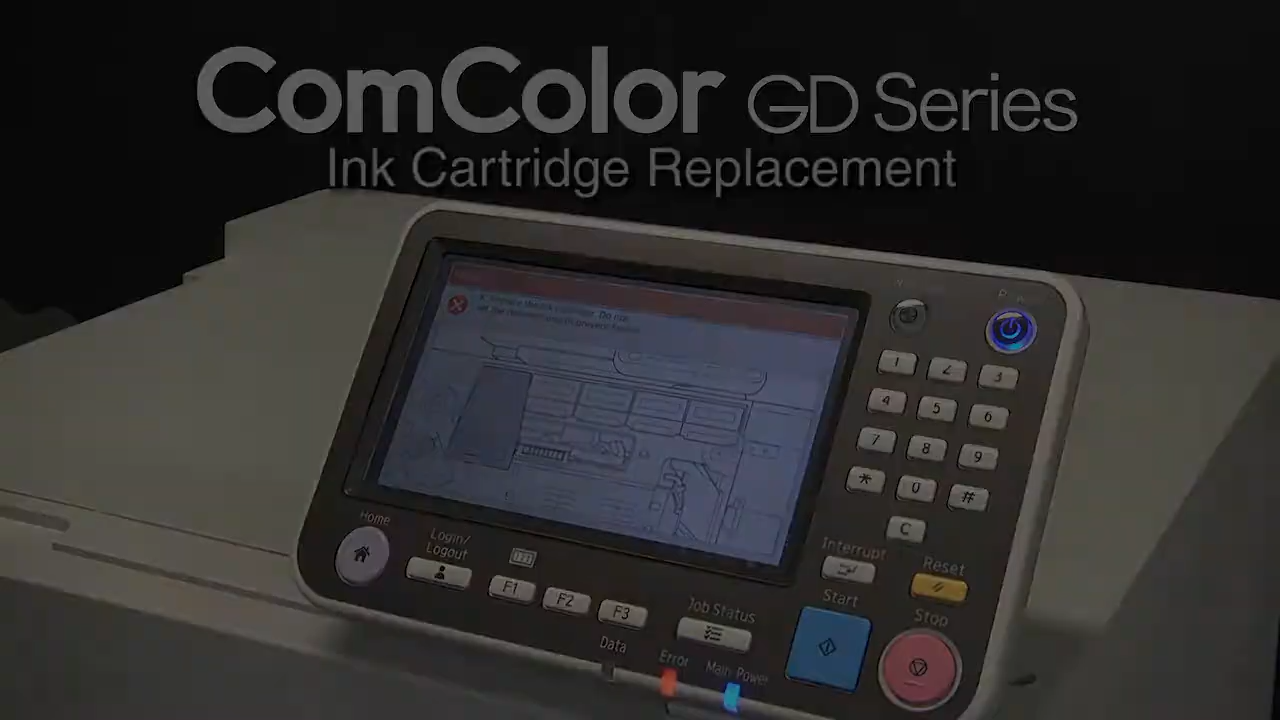 ComColor GD Series
Ink Cartridge Replacement
1 2 3
4 5 6
7 8 9
* 0 #
C
Home
Login/
Logout
123
F1 F2 F3
Interrupt
Reset
Job Status
Start
Stop
Data
Error
Main Power